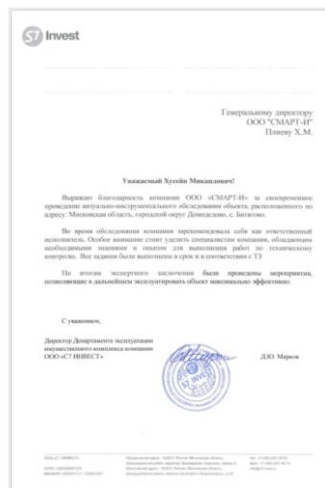 S7 Invest
Генеральному директору
ООО "СМАРТ-И"
Плиеву Х.М.
Уважаемый Хусейн Микаилович!
Выражаю благодарность компании ООО «СМАРТ-И» за своевременное
проведение визуально-инструментального обследования объекта, расположенного по
адресу: Московская область, городской округ Домодедово, с. Битягово.
Во время обследования компания зарекомендовала себя как ответственный
исполнитель. Особое внимание стоит уделить специалистам компании, обладающим
необходимыми знаниями и опытом для выполнения работ по техническому
контролю. Все задания были выполнены в срок и в соответствии с ТЗ
По итогам экспертного заключения были проведены мероприятия,
позволяющие в дальнейшем эксплуатировать объект максимально эффективно.
С уважением,
Директор Департамента эксплуатации
имущественного комплекса компании
ООО «С7 ИНВЕСТ»
Д.Ю. Марков